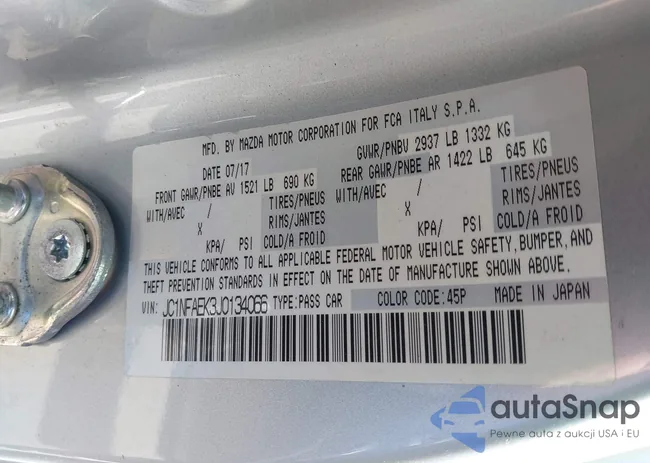 MFD. BY MAZDA MOTOR CORPORATION FOR FCA ITALY S.P.A.
DATE 07/17 GVWR/PNBV 2937 LB 1332 KG
FRONT GAWR/PNBE AV 1521 LB 690 KG REAR GAWR/PNBE AR 1422 LB 645 KG
WITH/AVEC / TIRES/PNEUS WITH/AVEC / TIRES/PNEUS
X RIMS/JANTES X RIMS/JANTES
KPA/ PSI COLD/A FROID KPA/ PSI COLD/A FROID
THIS VEHICLE CONFORMS TO ALL APPLICABLE FEDERAL MOTOR VEHICLE SAFETY, BUMPER, AND
THEFT PREVENTION STANDARDS IN EFFECT ON THE DATE OF MANUFACTURE SHOWN ABOVE.
VIN: JC1NFAEK3J0134066 TYPE: PASS CAR COLOR CODE: 45P MADE IN JAPAN
autaSnap
Pewne auta z aukcji USA i EU